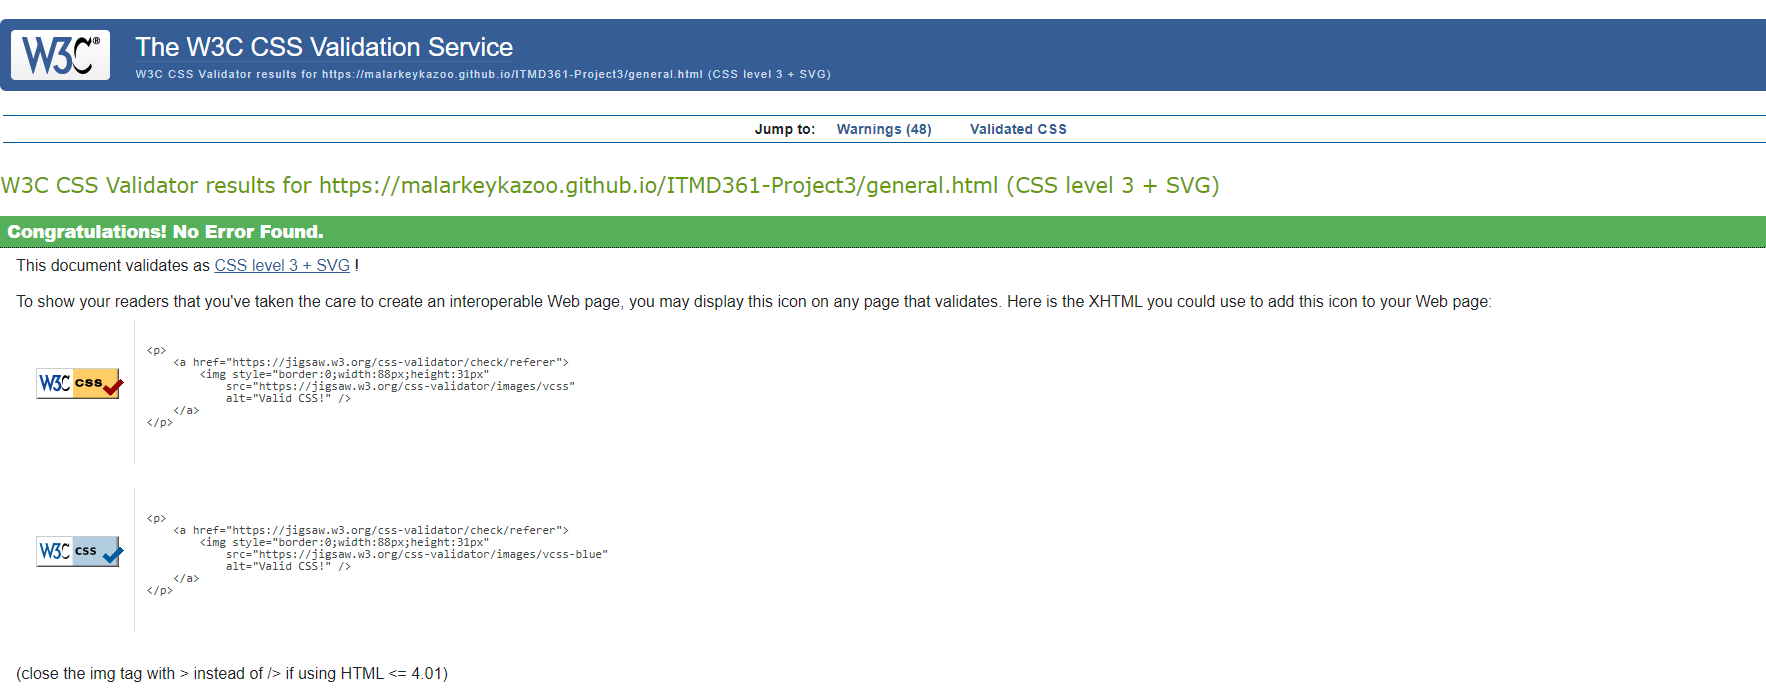 W3C®
The W3C CSS Validation Service
W3C CSS Validator results for https://malarkeykazoo.github.io/ITMD361-Project3/general.html (CSS level 3 + SVG)
Jump to: Warnings (48) Validated CSS
W3C CSS Validator results for https://malarkeykazoo.github.io/ITMD361-Project3/general.html (CSS level 3 + SVG)
Congratulations! No Error Found.
This document validates as CSS level 3 + SVG !
To show your readers that you've taken the care to create an interoperable Web page, you may display this icon on any page that validates. Here is the XHTML you could use to add this icon to your Web page:
W3C css
<p>
<a href="https://jigsaw.w3.org/css-validator/check/referer">
<img style="border:0;width:88px;height:31px"
src="https://jigsaw.w3.org/css-validator/images/vcss"
alt="Valid CSS!" />
</a>
</p>
W3C css
<p>
<a href="https://jigsaw.w3.org/css-validator/check/referer">
<img style="border:0;width:88px;height:31px"
src="https://jigsaw.w3.org/css-validator/images/vcss-blue"
alt="Valid CSS!" />
</a>
</p>
(close the img tag with > instead of /> if using HTML <= 4.01)